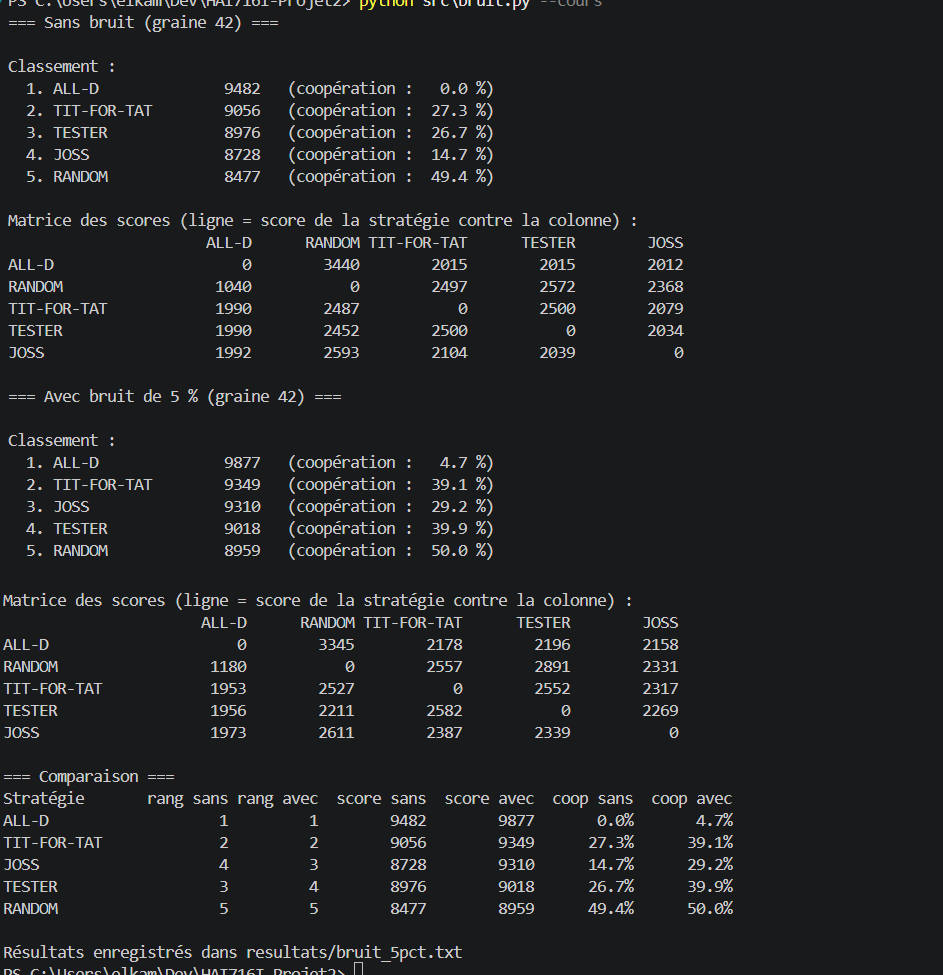 PS C:\Users\elkam\Dev\HAI716I-Projet2> python src\bruit.py --cours
=== Sans bruit (graine 42) ===
Classement :
1. ALL-D 9482 (coopération : 0.0 %)
2. TIT-FOR-TAT 9056 (coopération : 27.3 %)
3. TESTER 8976 (coopération : 26.7 %)
4. JOSS 8728 (coopération : 14.7 %)
5. RANDOM 8477 (coopération : 49.4 %)
Matrice des scores (ligne = score de la stratégie contre la colonne) :
ALL-D RANDOM TIT-FOR-TAT TESTER JOSS
ALL-D 0 3440 2015 2015 2012
RANDOM 1040 0 2497 2572 2368
TIT-FOR-TAT 1990 2487 0 2500 2079
TESTER 1990 2452 2500 0 2034
JOSS 1992 2593 2104 2039 0
=== Avec bruit de 5 % (graine 42) ===
Classement :
1. ALL-D 9877 (coopération : 4.7 %)
2. TIT-FOR-TAT 9349 (coopération : 39.1 %)
3. JOSS 9310 (coopération : 29.2 %)
4. TESTER 9018 (coopération : 39.9 %)
5. RANDOM 8959 (coopération : 50.0 %)
Matrice des scores (ligne = score de la stratégie contre la colonne) :
ALL-D RANDOM TIT-FOR-TAT TESTER JOSS
ALL-D 0 3345 2178 2196 2158
RANDOM 1180 0 2557 2891 2331
TIT-FOR-TAT 1953 2527 0 2552 2317
TESTER 1956 2211 2582 0 2269
JOSS 1973 2611 2387 2339 0
=== Comparaison ===
Stratégie rang sans rang avec score sans score avec coop sans coop avec
ALL-D 1 1 9482 9877 0.0% 4.7%
TIT-FOR-TAT 2 2 9056 9349 27.3% 39.1%
JOSS 4 3 8728 9310 14.7% 29.2%
TESTER 3 4 8976 9018 26.7% 39.9%
RANDOM 5 5 8477 8959 49.4% 50.0%
Résultats enregistrés dans resultats/bruit_5pct.txt
PS C:\Users\elkam\Dev\HAI716I-Projet2>